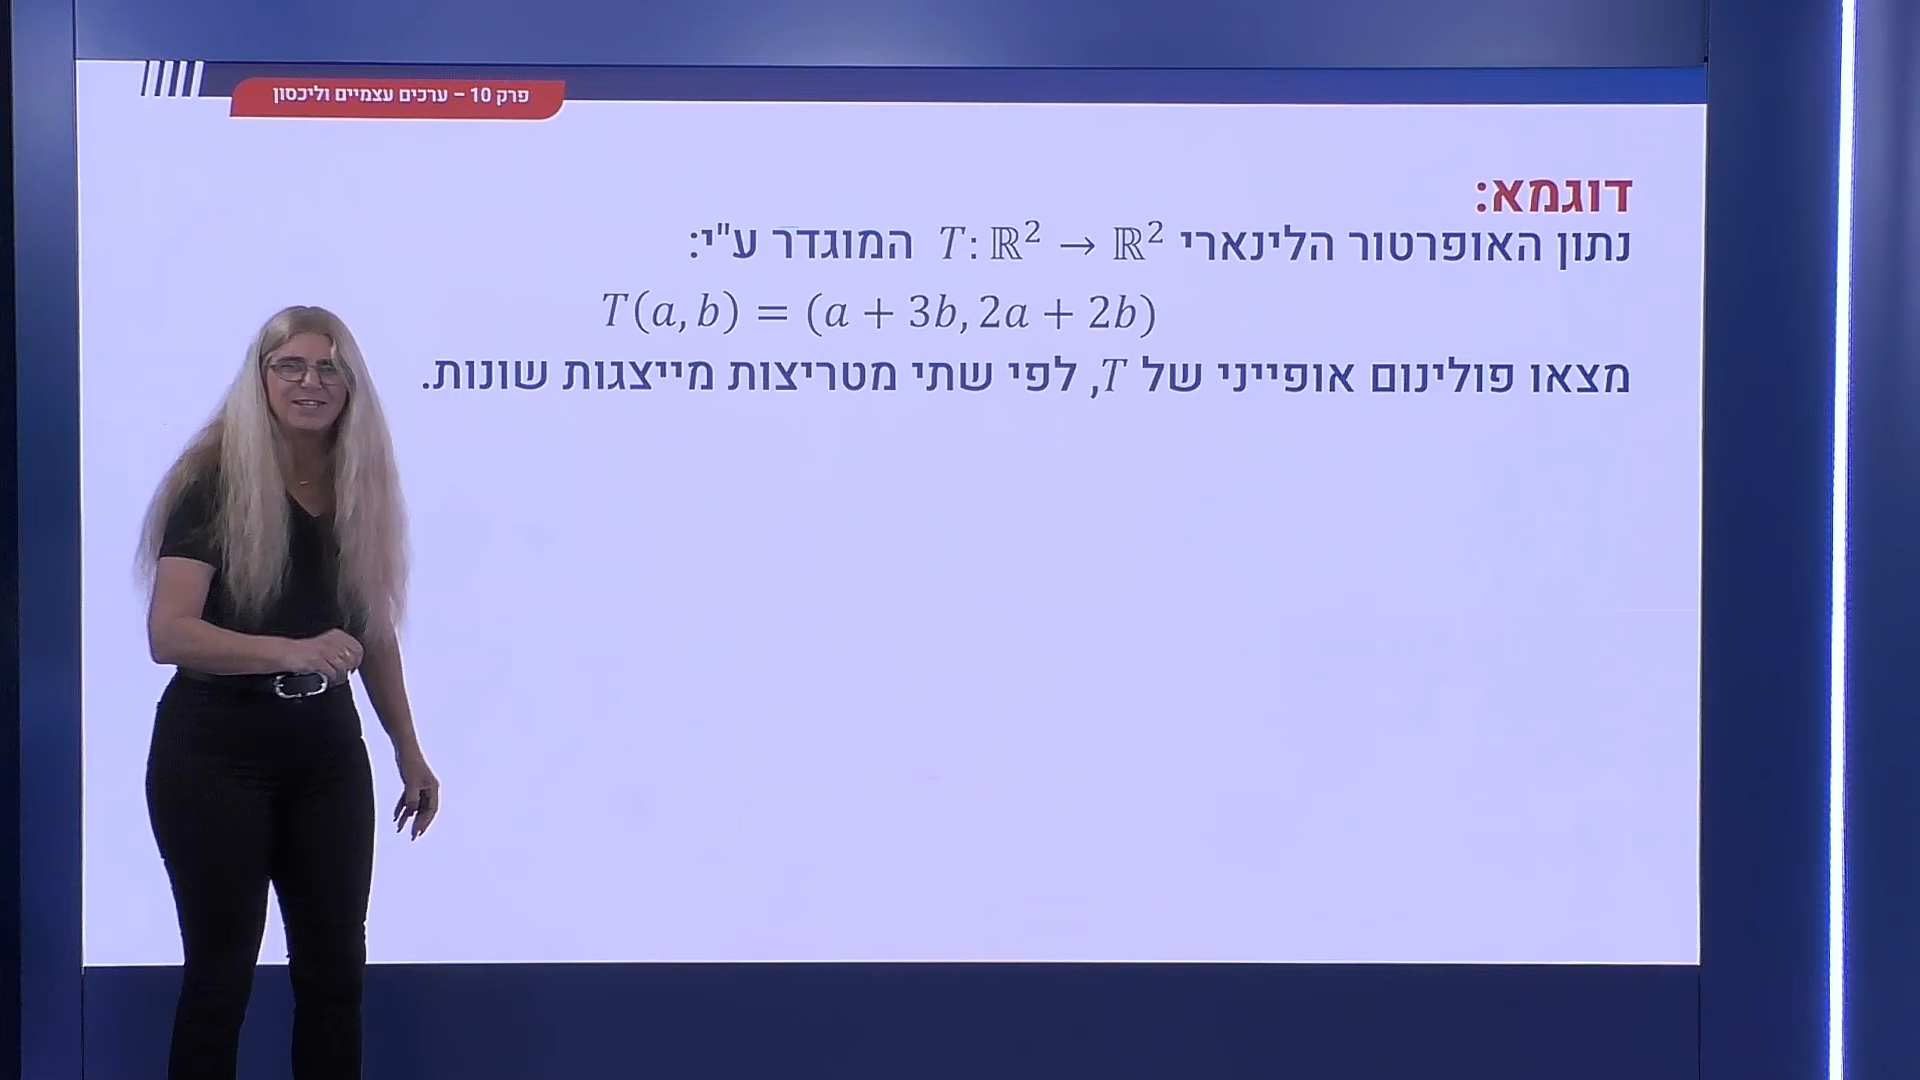 פרק 10 – ערכים עצמיים וליכסון
דוגמא:
נתון האופרטור הלינארי T: ℝ² → ℝ² המוגדר ע"י:
T(a, b) = (a + 3b, 2a + 2b)
מצאו פולינום אופייני של T, לפי שתי מטריצות מייצגות שונות.